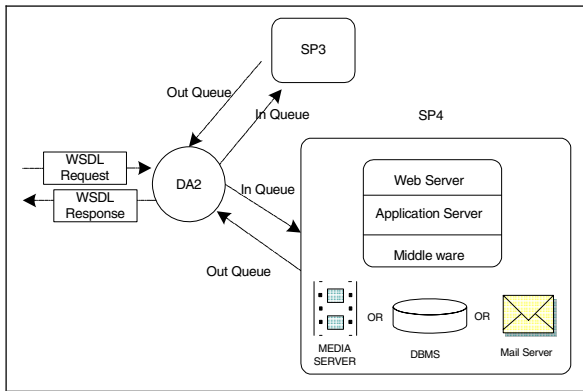 SP3
Out Queue
In Queue
SP4
WSDL
Request
WSDL
Response
DA2
In Queue
Out Queue
Web Server
Application Server
Middle ware
OR
OR
MEDIA
SERVER
DBMS
Mail Server